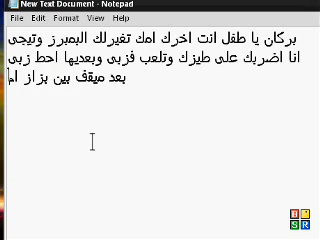 New Text Document - Notepad
File Edit Format View Help
بركان يا طفل انت اخرك امك تغيرلك البمبرز وتيجى
انا اضربك على طيزك وتلعب فزبى وبعديها احط زبى
بعد ميقف بين بزاز ام